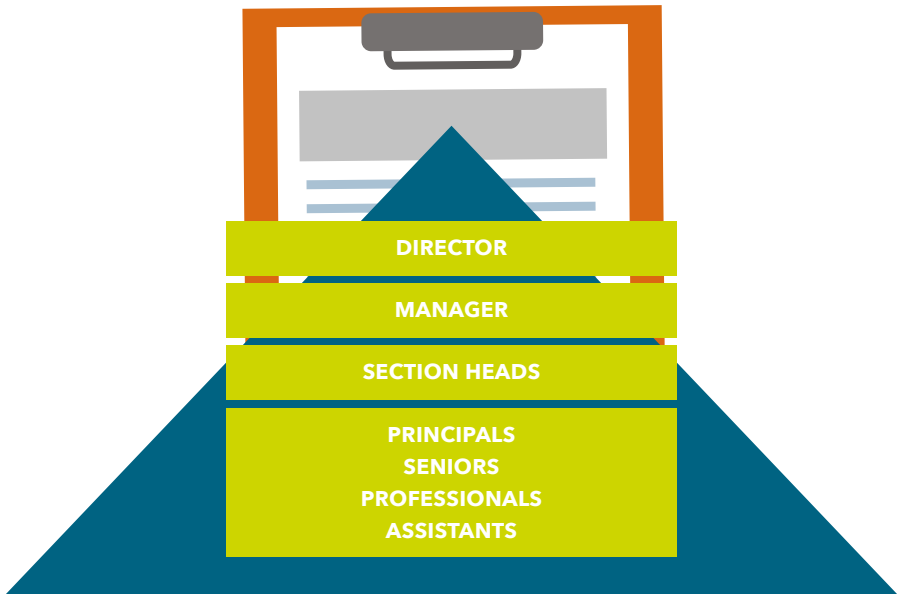 DIRECTOR
MANAGER
SECTION HEADS
PRINCIPALS
SENIORS
PROFESSIONALS
ASSISTANTS